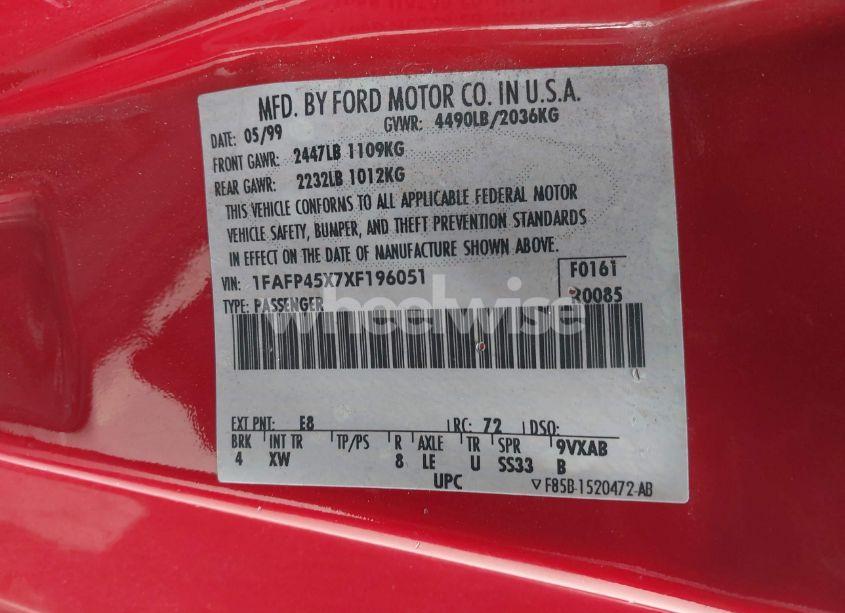 MFD. BY FORD MOTOR CO. IN U.S.A.
DATE: 05/99 GVWR: 4490LB/2036KG
FRONT GAWR: 2447LB 1109KG
REAR GAWR: 2232LB 1012KG
THIS VEHICLE CONFORMS TO ALL APPLICABLE FEDERAL MOTOR
VEHICLE SAFETY, BUMPER, AND THEFT PREVENTION STANDARDS
IN EFFECT ON THE DATE OF MANUFACTURE SHOWN ABOVE.
VIN: 1FAFP45X7XF196051 F0161
TYPE: PASSENGER R0085
wheelwise
EXT PNT: E8 RC: 72 DSO:
BRK INT TR TP/PS R AXLE TR SPR 9VXAB
4 XW 8 LE U SS33 B
UPC ▽ F85B-1520472-AB